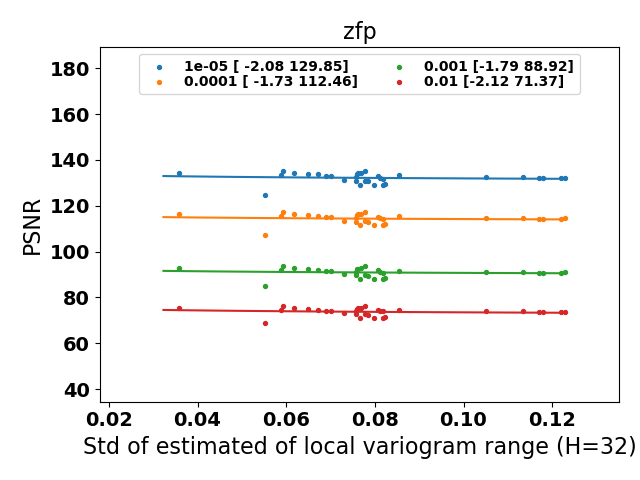 zfp
1e-05 [ -2.08 129.85]
0.0001 [ -1.73 112.46]
0.001 [-1.79 88.92]
0.01 [-2.12 71.37]
PSNR
180
160
140
120
100
80
60
40
0.02 0.04 0.06 0.08 0.10 0.12
Std of estimated of local variogram range (H=32)